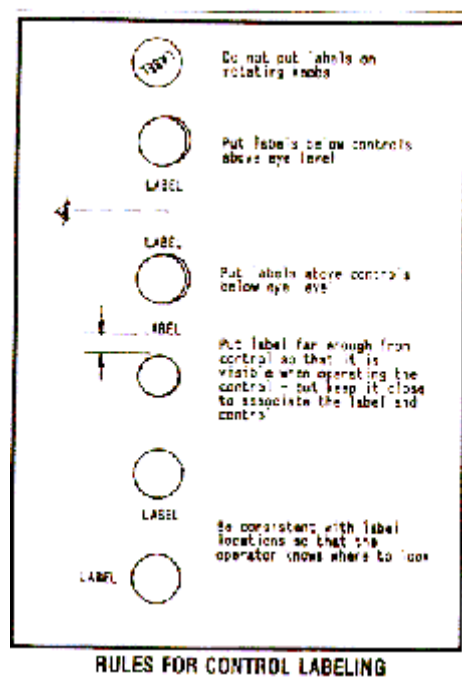 LABEL
Do not put labels on
rotating knobs
Put labels below controls
above eye level
LABEL
LABEL
Put labels above controls
below eye level
LABEL
Put label far enough from
control so that it is
visible when operating the
control - but keep it close
to associate the label and
control
LABEL
Be consistent with label
locations so that the
operator knows where to look
LABEL
RULES FOR CONTROL LABELING